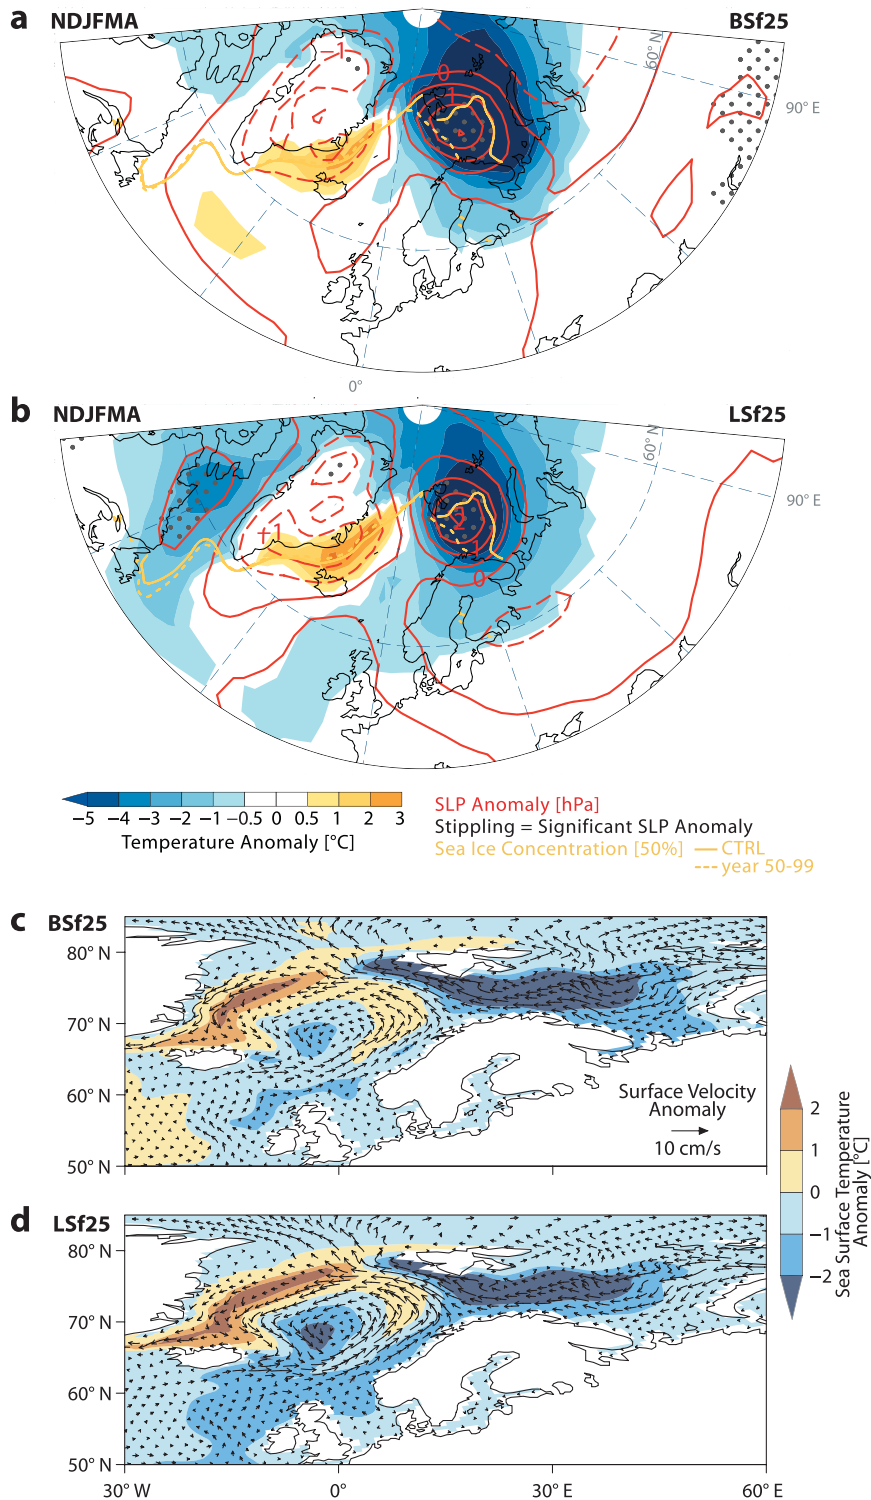 a NDJFMA BSf25
−1
0
1
60° N
90° E
0°
b NDJFMA LSf25
60° N
90° E
+1
2
1
0
−5 −4 −3 −2 −1 −0.5 0 0.5 1 2 3
Temperature Anomaly [°C]
SLP Anomaly [hPa]
Stippling = Significant SLP Anomaly
Sea Ice Concentration [50%] CTRL
year 50-99
c BSf25
80° N
70° N
60° N
50° N
Surface Velocity
Anomaly
10 cm/s
d LSf25
80° N
70° N
60° N
50° N
30° W 0° 30° E 60° E
2
1
0
−1
−2
Sea Surface Temperature
Anomaly [°C]